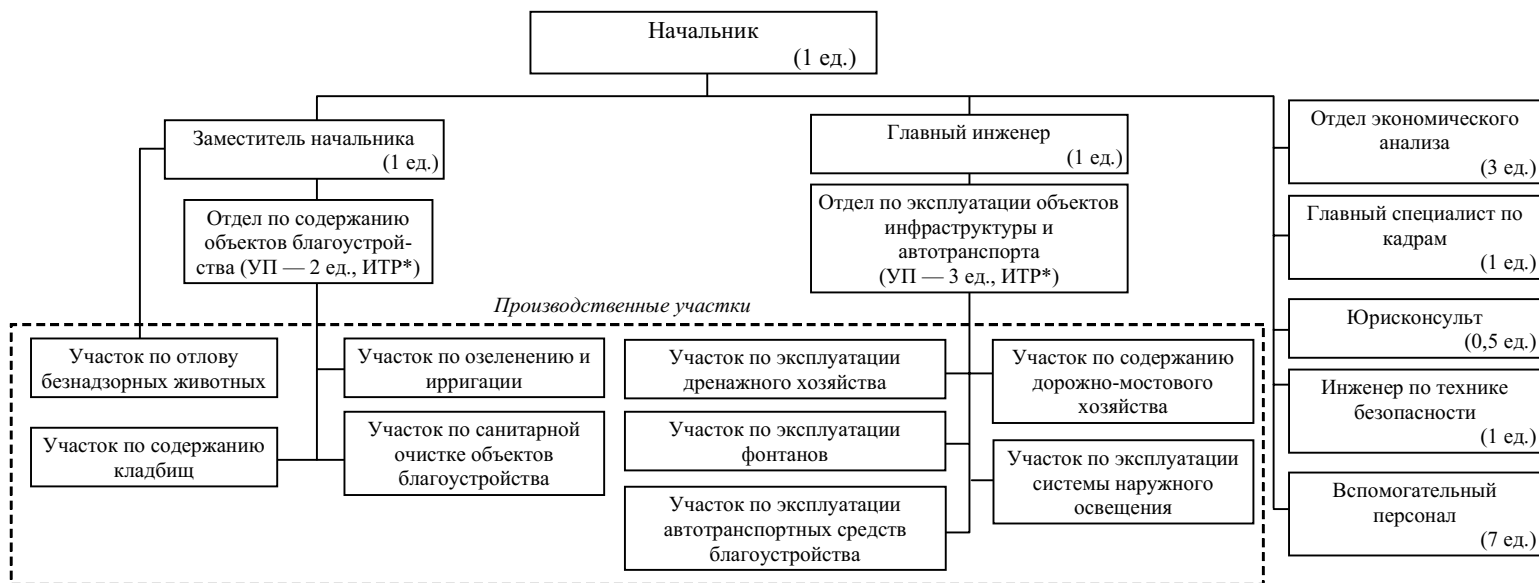 Начальник
(1 ед.)
Заместитель начальника
(1 ед.)
Главный инженер
(1 ед.)
Отдел экономического
анализа
(3 ед.)
Отдел по содержанию
объектов благоустрой-
ства (УП — 2 ед., ИТР*)
Отдел по эксплуатации объектов
инфраструктуры и
автотранспорта
(УП — 3 ед., ИТР*)
Главный специалист по
кадрам
(1 ед.)
Производственные участки
Юрисконсульт
(0,5 ед.)
Участок по отлову
безнадзорных животных
Участок по озеленению и
ирригации
Участок по эксплуатации
дренажного хозяйства
Участок по содержанию
дорожно-мостового
хозяйства
Инженер по технике
безопасности
(1 ед.)
Участок по содержанию
кладбищ
Участок по санитарной
очистке объектов
благоустройства
Участок по эксплуатации
фонтанов
Участок по эксплуатации
системы наружного
освещения
Участок по эксплуатации
автотранспортных средств
благоустройства
Вспомогательный
персонал
(7 ед.)